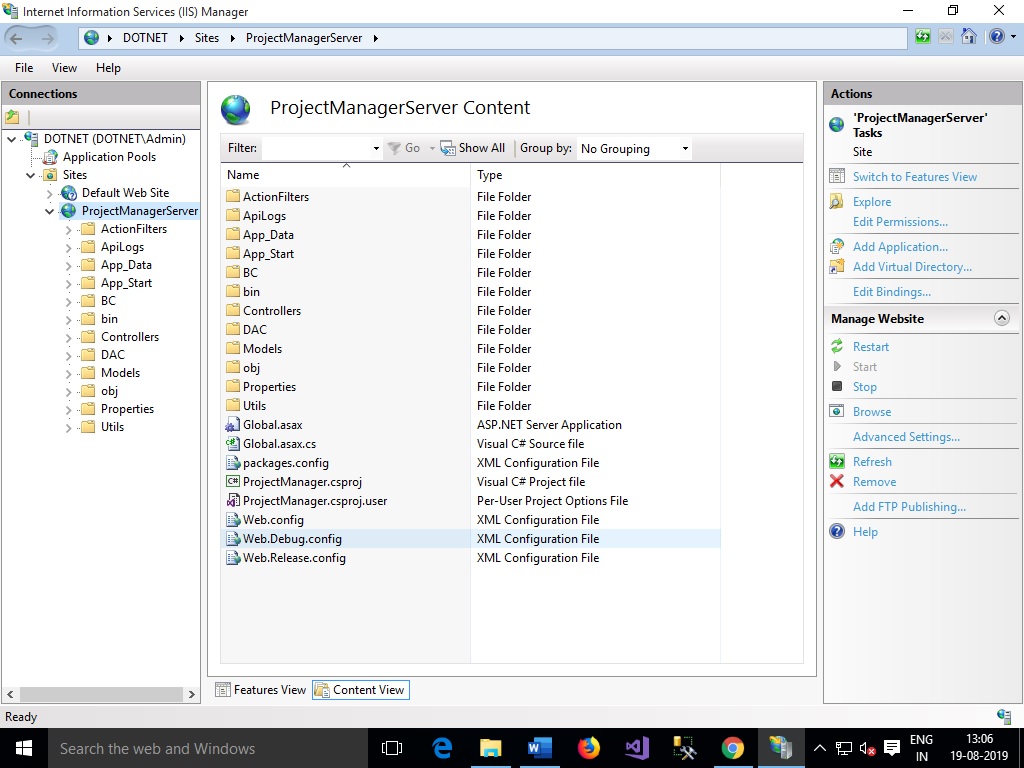 Internet Information Services (IIS) Manager
DOTNET Sites ProjectManagerServer
File View Help
Connections
DOTNET (DOTNET\Admin)
Application Pools
Sites
Default Web Site
ProjectManagerServer
ActionFilters
ApiLogs
App_Data
App_Start
BC
bin
Controllers
DAC
Models
obj
Properties
Utils
ProjectManagerServer Content
Filter: Go Show All Group by: No Grouping
Name Type
ActionFilters File Folder
ApiLogs File Folder
App_Data File Folder
App_Start File Folder
BC File Folder
bin File Folder
Controllers File Folder
DAC File Folder
Models File Folder
obj File Folder
Properties File Folder
Utils File Folder
Global.asax ASP.NET Server Application
Global.asax.cs Visual C# Source file
packages.config XML Configuration File
ProjectManager.csproj Visual C# Project file
ProjectManager.csproj.user Per-User Project Options File
Web.config XML Configuration File
Web.Debug.config XML Configuration File
Web.Release.config XML Configuration File
Features View Content View
Actions
'ProjectManagerServer'
Tasks
Site
Switch to Features View
Explore
Edit Permissions...
Add Application...
Add Virtual Directory...
Edit Bindings...
Manage Website
Restart
Start
Stop
Browse
Advanced Settings...
Refresh
Remove
Add FTP Publishing...
Help
Ready
Search the web and Windows
ENG
IN
13:06
19-08-2019